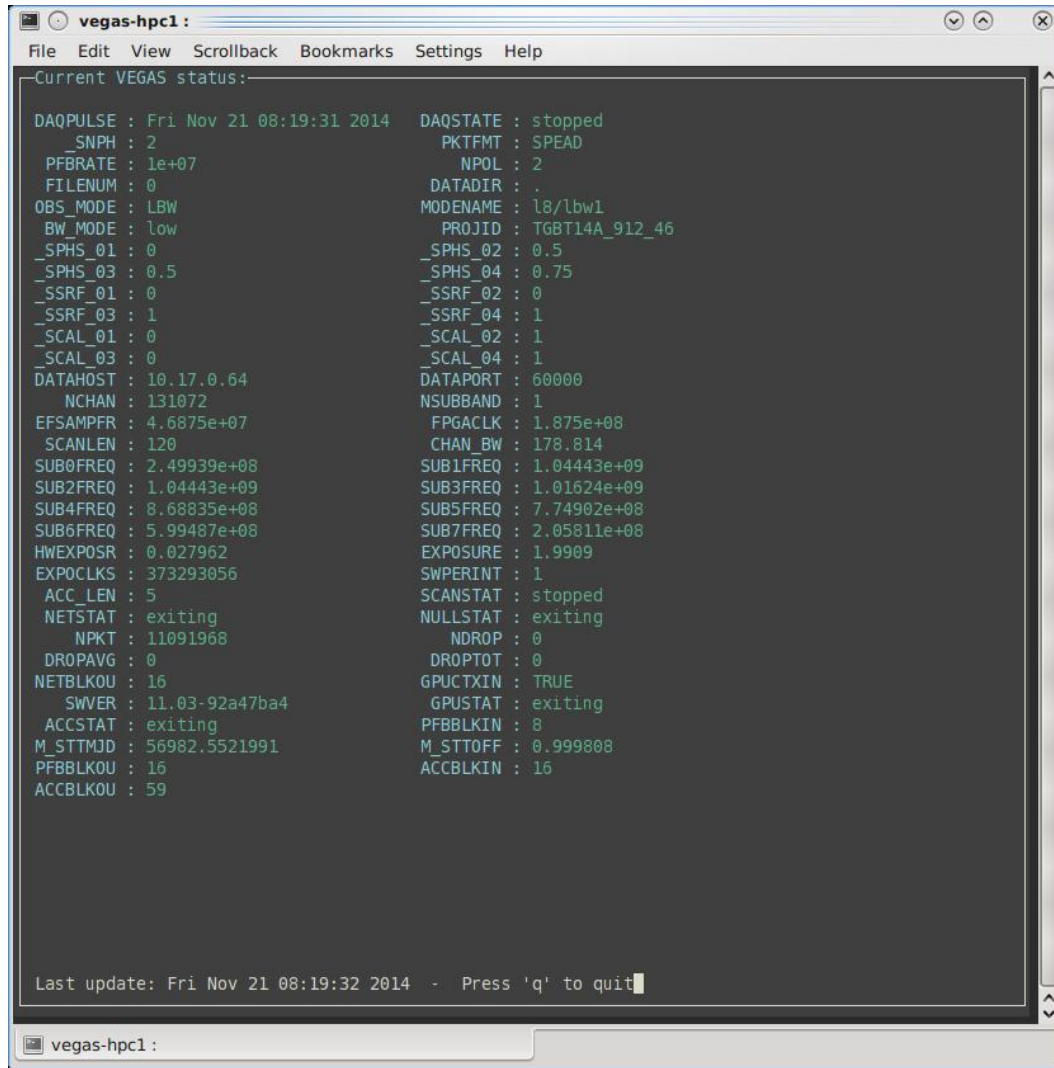 vegas-hpc1 :
File Edit View Scrollback Bookmarks Settings Help
Current VEGAS status:
DAQPULSE : Fri Nov 21 08:19:31 2014 DAQSTATE : stopped
_SNPH : 2 PKTFMT : SPEAD
PFBRATE : 1e+07 NPOL : 2
FILENUM : 0 DATADIR : .
OBS_MODE : LBW MODENAME : l8/lbw1
BW_MODE : low PROJID : TGBT14A_912_46
_SPHS_01 : 0 _SPHS_02 : 0.5
_SPHS_03 : 0.5 _SPHS_04 : 0.75
_SSRF_01 : 0 _SSRF_02 : 0
_SSRF_03 : 1 _SSRF_04 : 1
_SCAL_01 : 0 _SCAL_02 : 1
_SCAL_03 : 0 _SCAL_04 : 1
DATAHOST : 10.17.0.64 DATAPORT : 60000
NCHAN : 131072 NSUBBAND : 1
EFSAMPFR : 4.6875e+07 FPGACLK : 1.875e+08
SCANLEN : 120 CHAN_BW : 178.814
SUB0FREQ : 2.49939e+08 SUB1FREQ : 1.04443e+09
SUB2FREQ : 1.04443e+09 SUB3FREQ : 1.01624e+09
SUB4FREQ : 8.68835e+08 SUB5FREQ : 7.74902e+08
SUB6FREQ : 5.99487e+08 SUB7FREQ : 2.05811e+08
HWEXPOSR : 0.027962 EXPOSURE : 1.9909
EXPOCLKS : 373293056 SWPERINT : 1
ACC_LEN : 5 SCANSTAT : stopped
NETSTAT : exiting NULLSTAT : exiting
NPKT : 11091968 NDROP : 0
DROPAVG : 0 DROPTOT : 0
NETBLKOU : 16 GPUCTXIN : TRUE
SWVER : 11.03-92a47ba4 GPUSTAT : exiting
ACCSTAT : exiting PFBBLKIN : 8
M_STTMJD : 56982.5521991 M_STTOFF : 0.999808
PFBBLKOU : 16 ACCBLKIN : 16
ACCBLKOU : 59
Last update: Fri Nov 21 08:19:32 2014 - Press 'q' to quit
vegas-hpc1 :